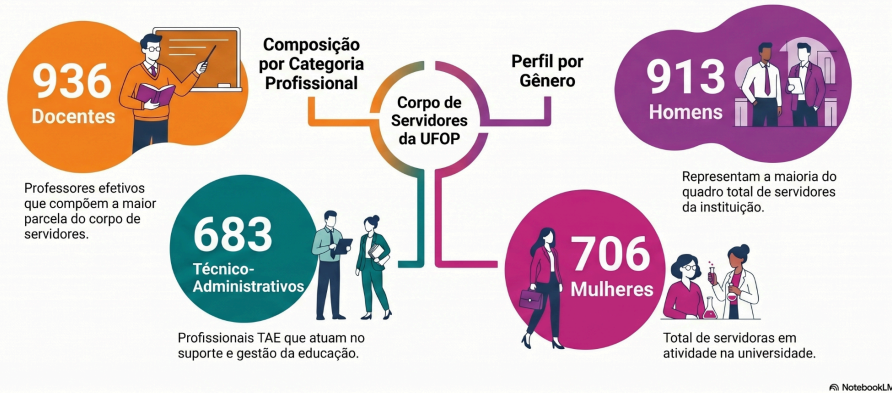 936
Docentes
Professores efetivos
que compõem a maior
parcela do corpo de
servidores.
Composição
por Categoria
Profissional
683
Técnico-
Administrativos
Profissionais TAE que atuam no
suporte e gestão da educação.
Corpo de
Servidores
da UFOP
Perfil por
Gênero
913
Homens
Representam a maioria do
quadro total de servidores
da instituição.
706
Mulheres
Total de servidoras em
atividade na universidade.
NotebookLM